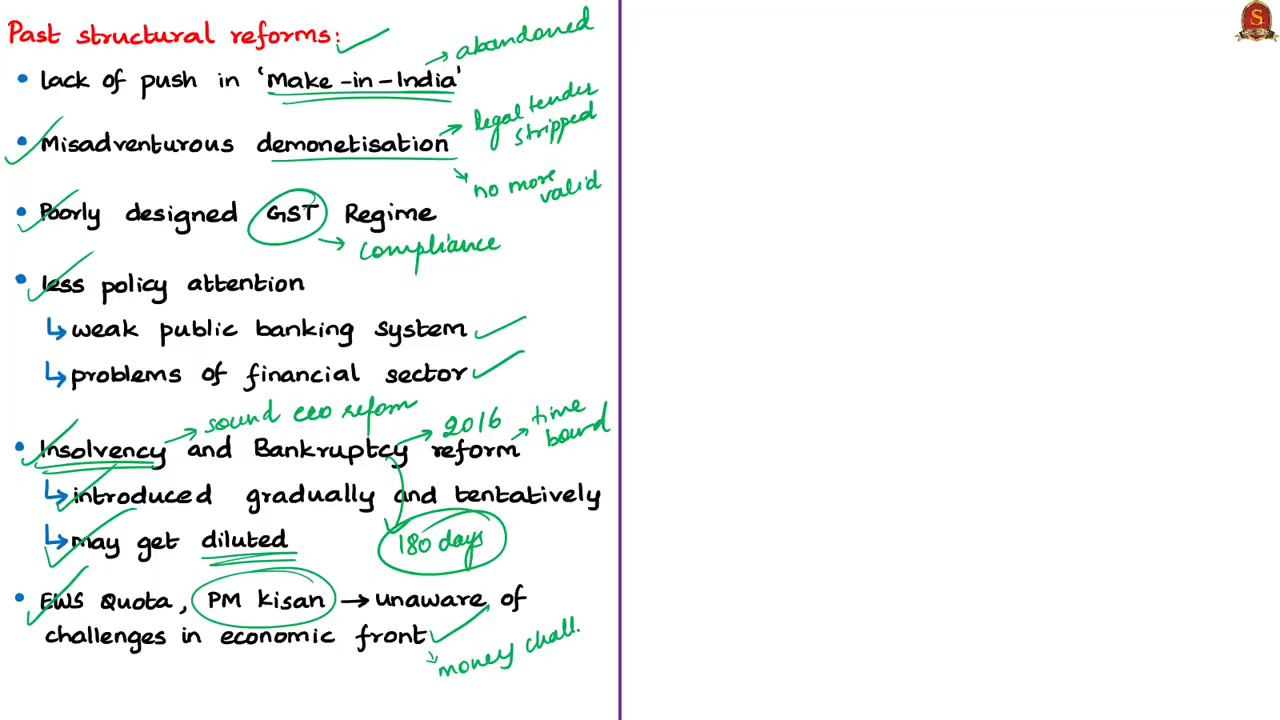 Past structural reforms:
abandoned
• lack of push in 'Make-in-India'
legal tender
stripped
• Misadventurous demonetisation
no more
valid
• Poorly designed GST Regime
compliance
• less policy attention
↳ weak public banking system
↳ problems of financial sector
sound eco reform
2016
time
bound
• Insolvency and Bankruptcy reform
↳ introduced gradually and tentatively
↳ may get diluted
180 days
• EWS Quota, PM Kisan → unaware of
challenges in economic front
money chall.
S